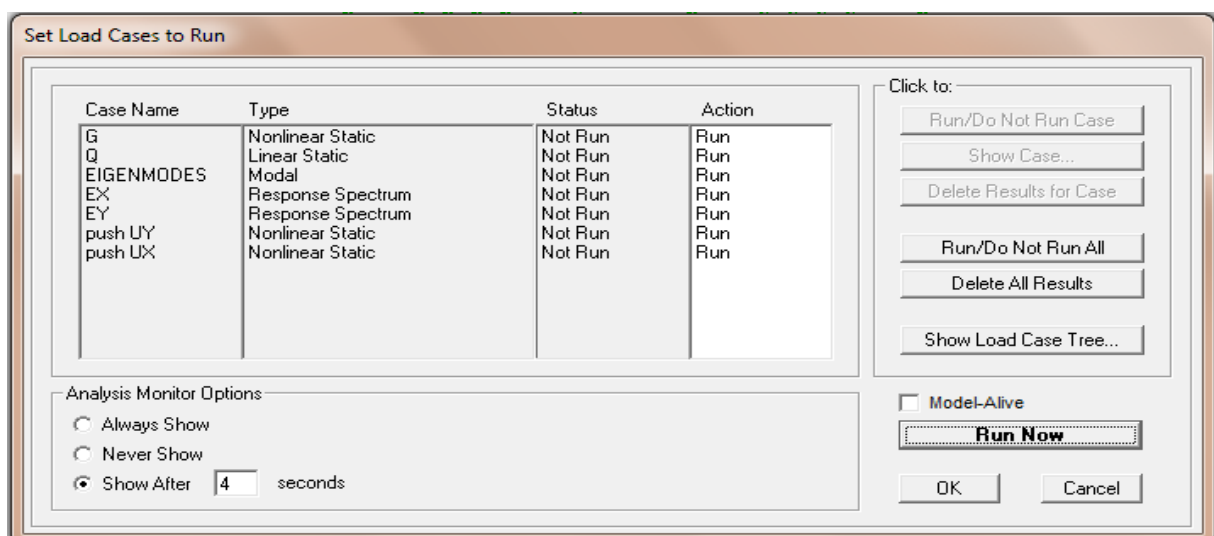 Set Load Cases to Run
Click to:
Case Name Type Status Action
G Nonlinear Static Not Run Run
Q Linear Static Not Run Run
EIGENMODES Modal Not Run Run
EX Response Spectrum Not Run Run
EY Response Spectrum Not Run Run
push UY Nonlinear Static Not Run Run
push UX Nonlinear Static Not Run Run
Run/Do Not Run Case
Show Case...
Delete Results for Case
Run/Do Not Run All
Delete All Results
Show Load Case Tree...
Analysis Monitor Options
Always Show
Never Show
Show After 4 seconds
Model-Alive
Run Now
OK Cancel